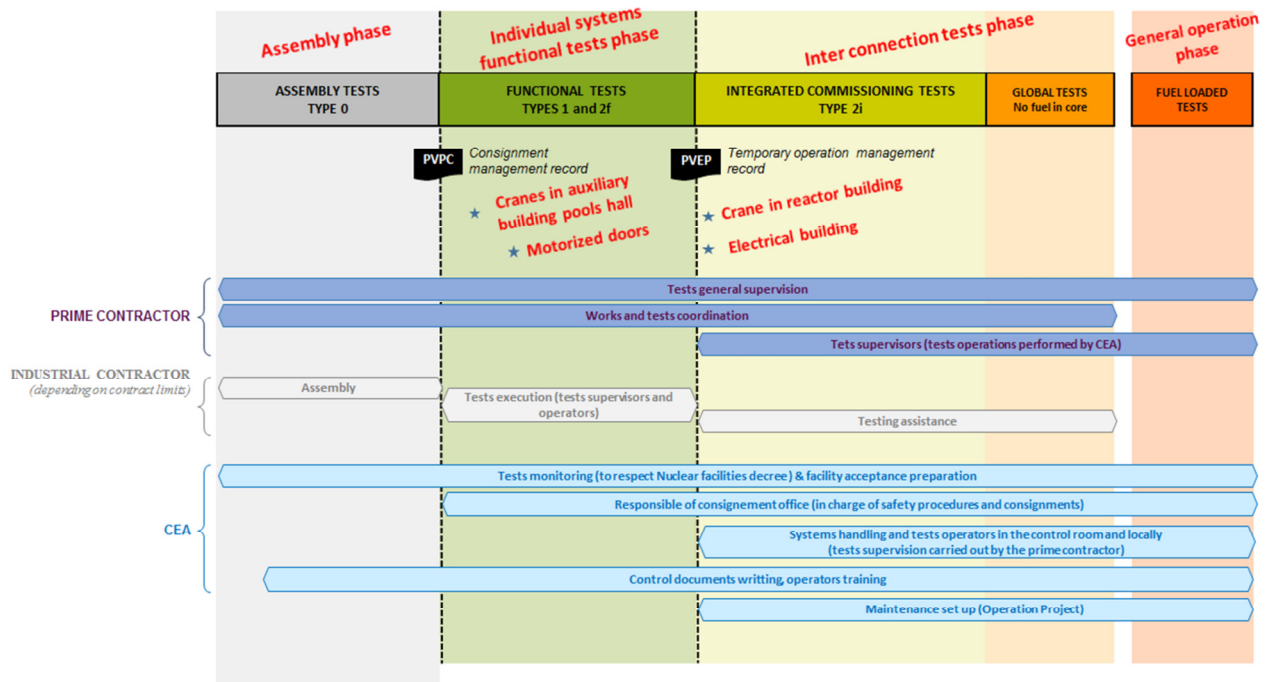 Assembly phase
Individual systems
functional tests phase
Inter connection tests phase
General operation
phase
ASSEMBLY TESTS
TYPE 0
FUNCTIONAL TESTS
TYPES 1 and 2f
INTEGRATED COMMISSIONING TESTS
TYPE 2i
GLOBAL TESTS
No fuel in core
FUEL LOADED
TESTS
PVPC
Consignment
management record
PVEP
Temporary operation management
record
Cranes in auxiliary
building pools hall
Motorized doors
Crane in reactor building
Electrical building
PRIME CONTRACTOR
Tests general supervision
Works and tests coordination
Tets supervisors (tests operations performed by CEA)
INDUSTRIAL CONTRACTOR
(depending on contract limits)
Assembly
Tests execution (tests supervisors and
operators)
Testing assistance
CEA
Tests monitoring (to respect Nuclear facilities decree) & facility acceptance preparation
Responsible of consignement office (in charge of safety procedures and consignments)
Systems handling and tests operators in the control room and locally
(tests supervision carried out by the prime contractor)
Control documents writting, operators training
Maintenance set up (Operation Project)